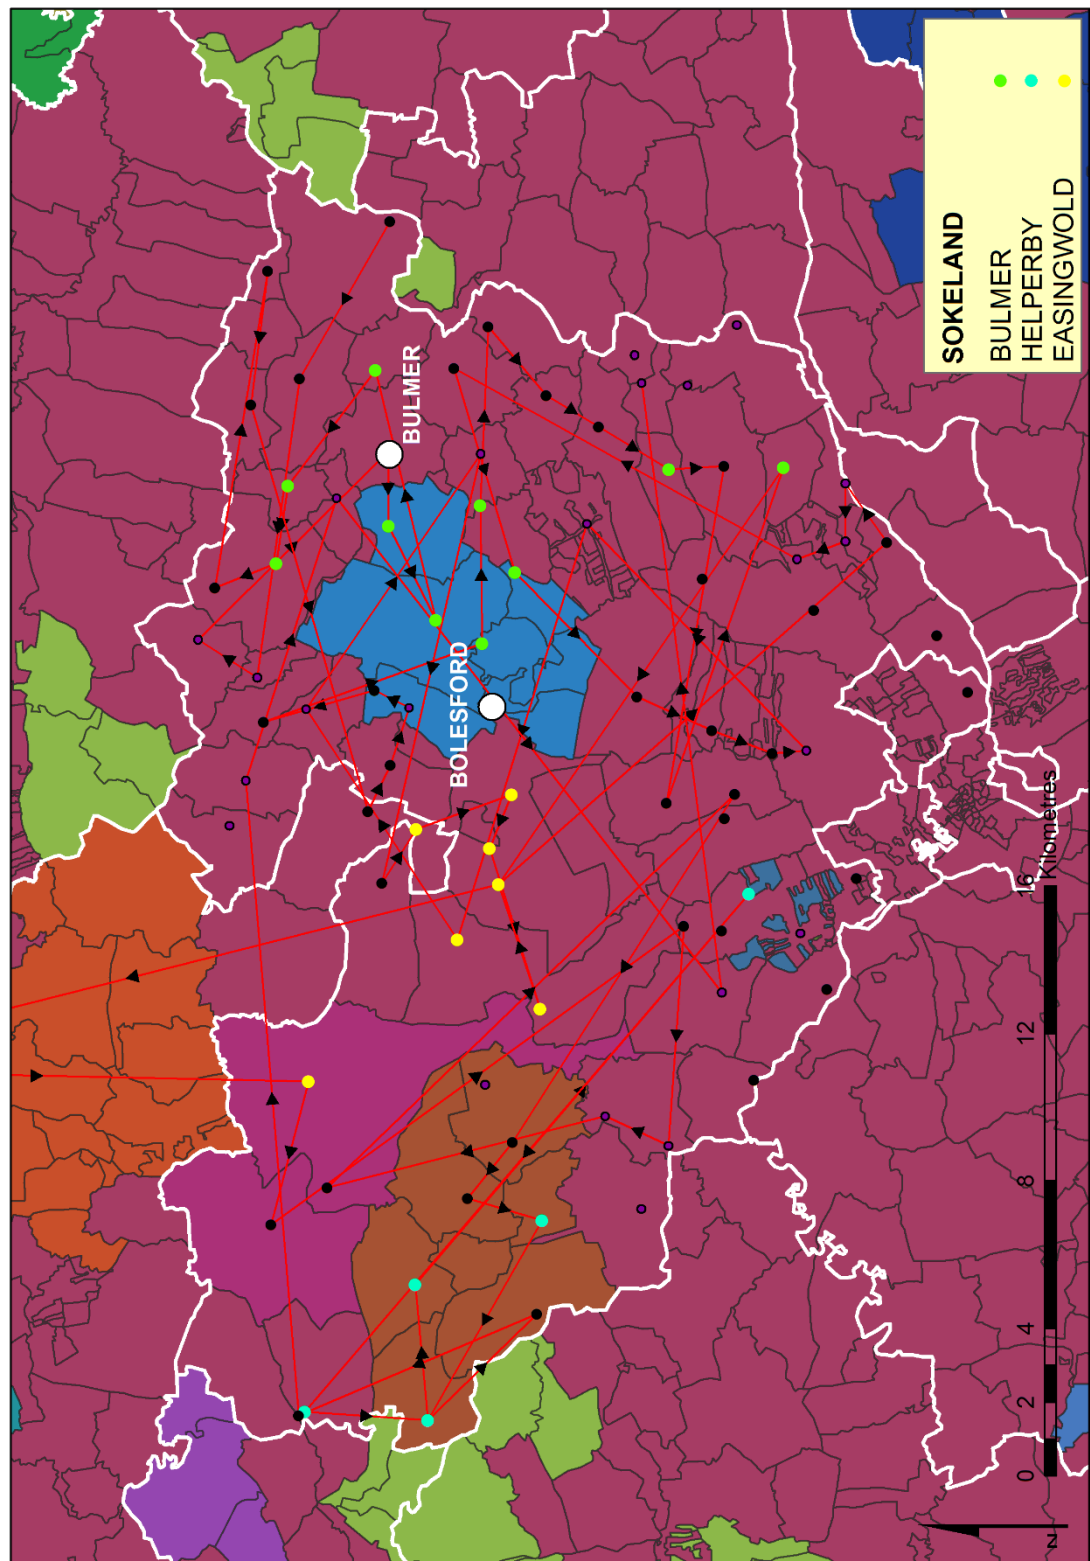 BULMER
BOLESFORD
SOKELAND
BULMER
HELPERBY
EASINGWOLD
0 2 4 8 12 16
Kilometres
N